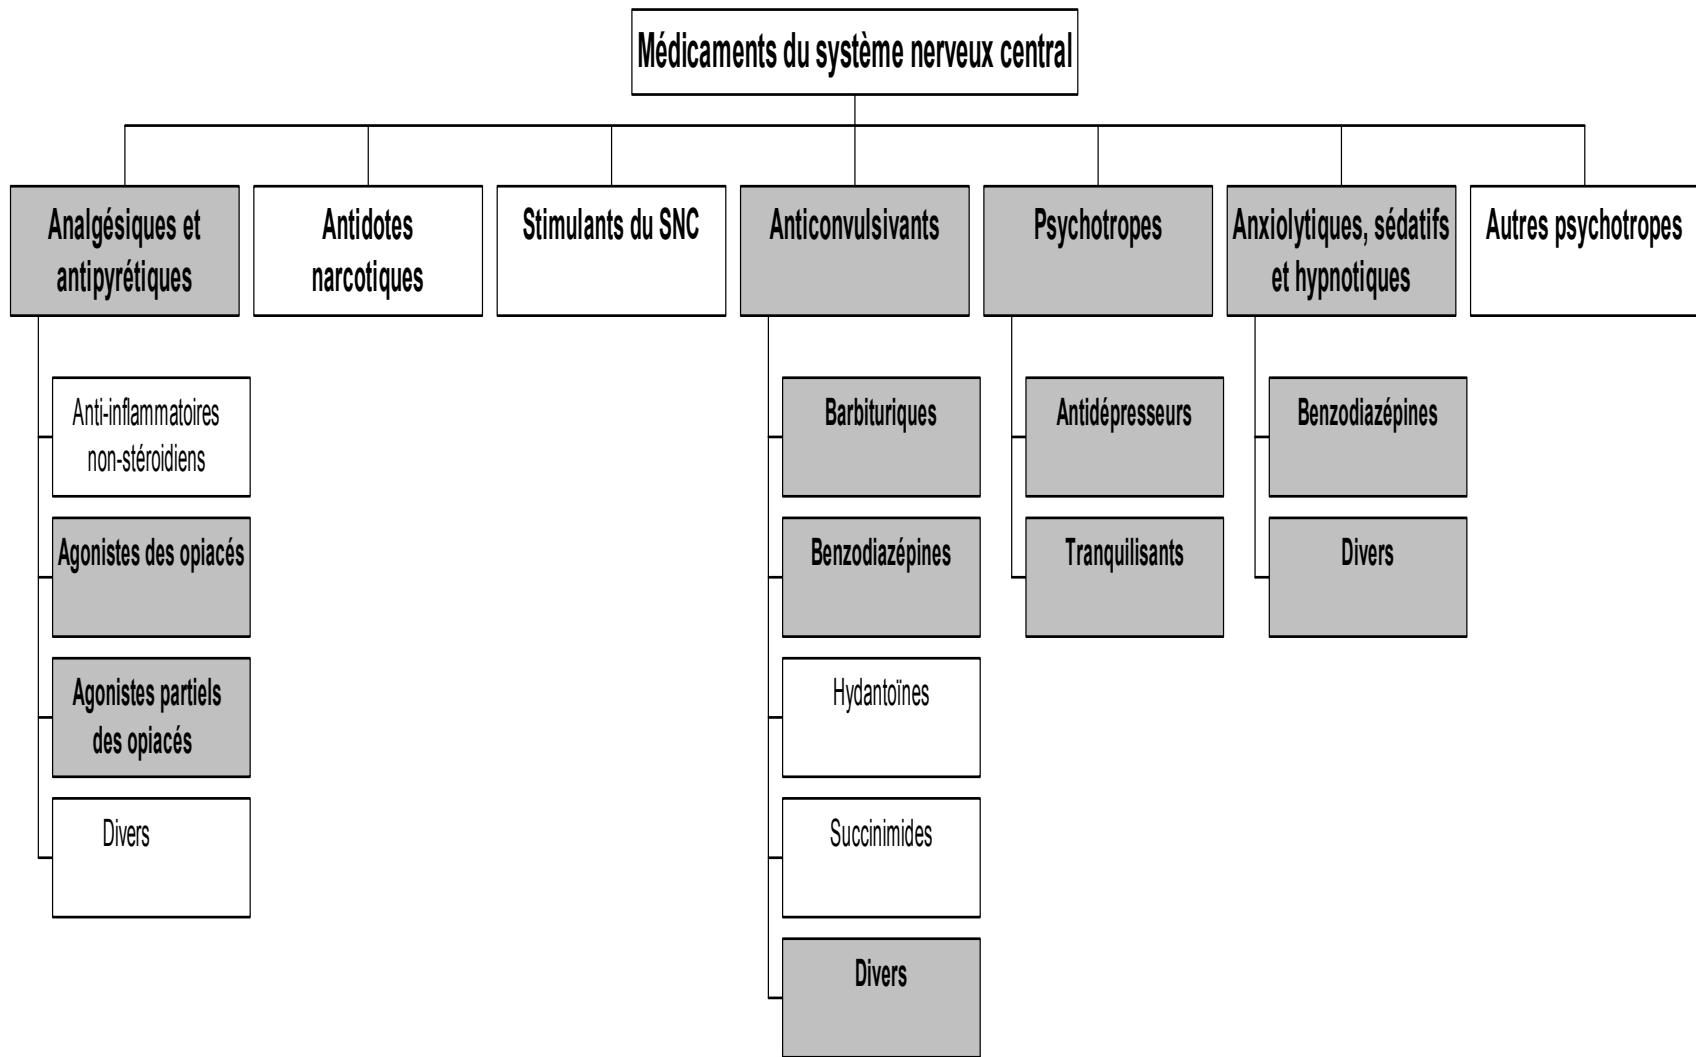 Médicaments du système nerveux central
Analgésiques et
antipyrétiques
Antidotes
narcotiques
Stimulants du SNC
Anticonvulsivants
Psychotropes
Anxiolytiques, sédatifs
et hypnotiques
Autres psychotropes
Anti-inflammatoires
non-stéroidiens
Agonistes des opiacés
Agonistes partiels
des opiacés
Divers
Barbituriques
Benzodiazépines
Hydantoïnes
Succinimides
Divers
Antidépresseurs
Tranquilisants
Benzodiazépines
Divers